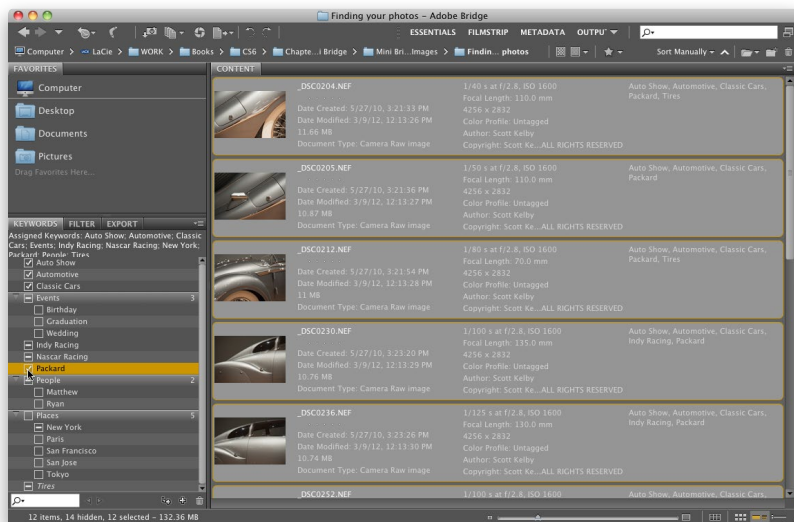 Finding your photos – Adobe Bridge
ESSENTIALS FILMSTRIP METADATA OUTPU
Computer > LaCie > WORK > Books > CS6 > Chapte...i Bridge > Mini Bri...Images > Findin... photos
Sort Manually
FAVORITES
Computer
Desktop
Documents
Pictures
Drag Favorites Here...
KEYWORDS FILTER EXPORT
Assigned Keywords: Auto Show; Automotive; Classic
Cars; Events; Indy Racing; Nascar Racing; New York;
Packard; People; Tires
Auto Show
Automotive
Classic Cars
Events 3
Birthday
Graduation
Wedding
Indy Racing
Nascar Racing
Packard
People 2
Matthew
Ryan
Places 5
New York
Paris
San Francisco
San Jose
Tokyo
Tires
12 items, 14 hidden, 12 selected – 132.36 MB
CONTENT
_DSC0204.NEF
Date Created: 5/27/10, 3:21:33 PM
Date Modified: 3/9/12, 12:13:26 PM
11.66 MB
Document Type: Camera Raw image
1/40 s at f/2.8, ISO 1600
Focal Length: 110.0 mm
4256 x 2832
Color Profile: Untagged
Author: Scott Kelby
Copyright: Scott Ke...ALL RIGHTS RESERVED
Auto Show, Automotive, Classic Cars,
Packard, Tires
_DSC0205.NEF
Date Created: 5/27/10, 3:21:36 PM
Date Modified: 3/9/12, 12:13:27 PM
10.87 MB
Document Type: Camera Raw image
1/50 s at f/2.8, ISO 1600
Focal Length: 110.0 mm
4256 x 2832
Color Profile: Untagged
Author: Scott Kelby
Copyright: Scott Ke...ALL RIGHTS RESERVED
Auto Show, Automotive, Classic Cars,
Packard
_DSC0212.NEF
Date Created: 5/27/10, 3:21:54 PM
Date Modified: 3/9/12, 12:13:28 PM
11 MB
Document Type: Camera Raw image
1/80 s at f/2.8, ISO 1600
Focal Length: 70.0 mm
4256 x 2832
Color Profile: Untagged
Author: Scott Kelby
Copyright: Scott Ke...ALL RIGHTS RESERVED
Auto Show, Automotive, Classic Cars,
Packard, Tires
_DSC0230.NEF
Date Created: 5/27/10, 3:23:20 PM
Date Modified: 3/9/12, 12:13:29 PM
10.76 MB
Document Type: Camera Raw image
1/100 s at f/2.8, ISO 1600
Focal Length: 135.0 mm
4256 x 2832
Color Profile: Untagged
Author: Scott Kelby
Copyright: Scott Ke...ALL RIGHTS RESERVED
Auto Show, Automotive, Classic Cars,
Indy Racing, Packard
_DSC0236.NEF
Date Created: 5/27/10, 3:23:26 PM
Date Modified: 3/9/12, 12:13:30 PM
10.74 MB
Document Type: Camera Raw image
1/125 s at f/2.8, ISO 1600
Focal Length: 130.0 mm
4256 x 2832
Color Profile: Untagged
Author: Scott Kelby
Copyright: Scott Ke...ALL RIGHTS RESERVED
Auto Show, Automotive, Classic Cars,
Indy Racing, Packard
_DSC0252.NEF
1/100 s at f/2.8, ISO 1600
Auto Show, Automotive, Classic Cars,